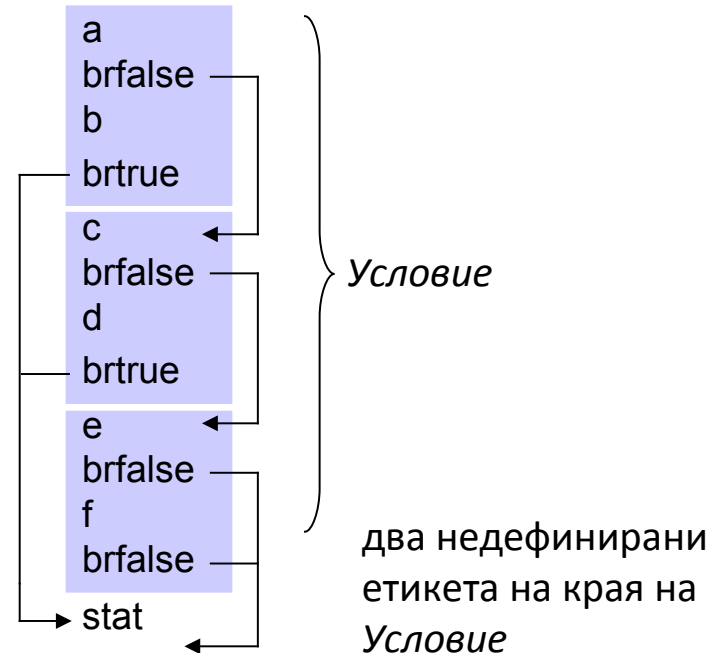 a
brfalse
b
brtrue
c
brfalse
d
brtrue
e
brfalse
f
brfalse
stat
Условие
два недефинирани
етикета на края на
Условие